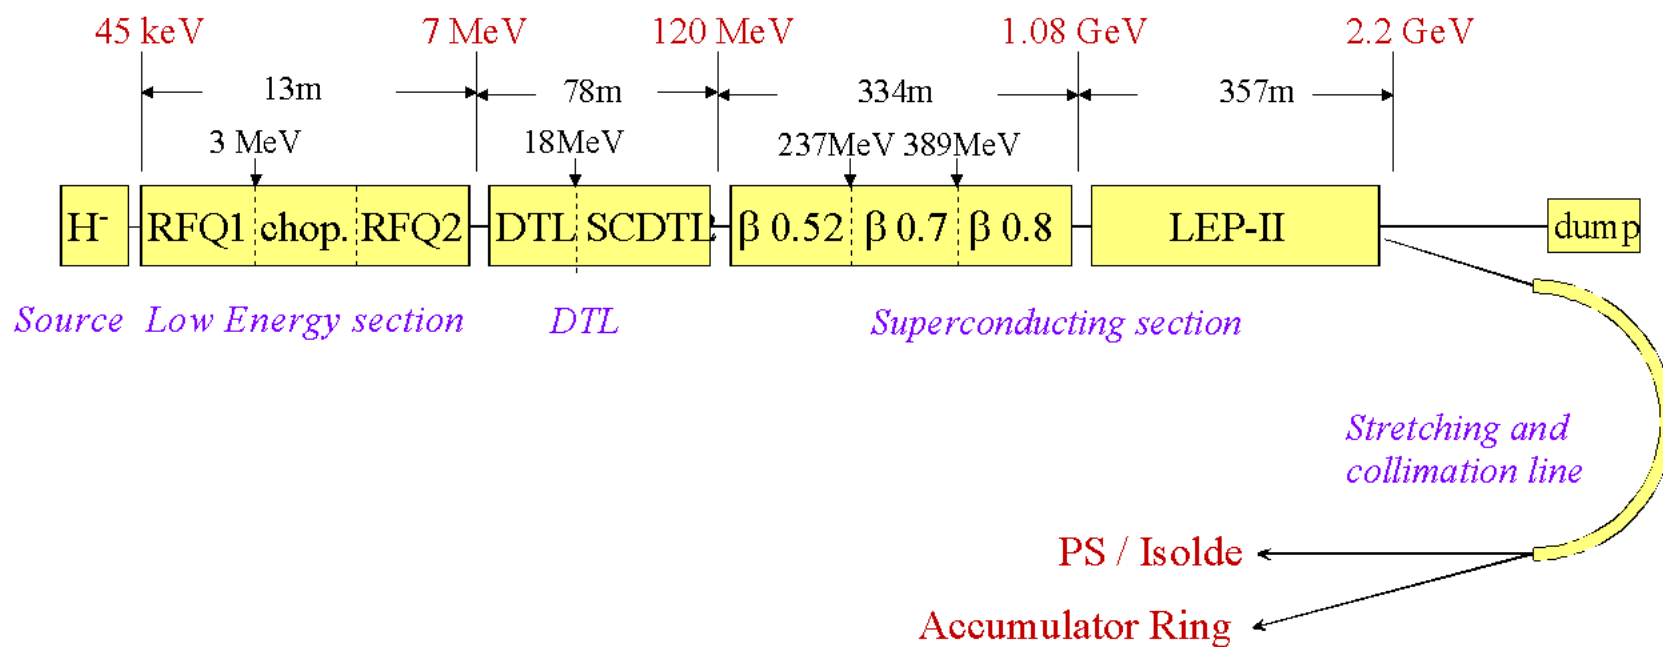 45 keV 7 MeV 120 MeV 1.08 GeV 2.2 GeV
13m 78m 334m 357m
3 MeV 18MeV 237MeV 389MeV
H- RFQ1 chop. RFQ2 DTL SCDTL β 0.52 β 0.7 β 0.8 LEP-II dump
Source Low Energy section DTL Superconducting section
Stretching and
collimation line
PS / Isolde
Accumulator Ring